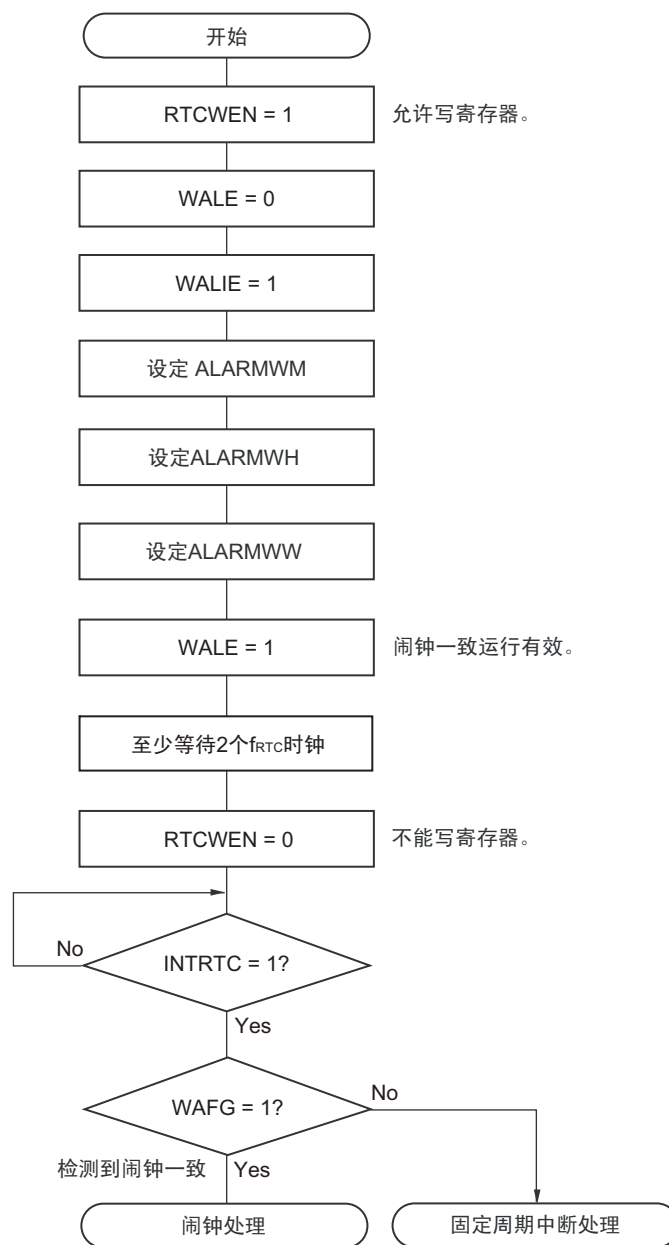 开始
RTCWEN = 1
允许写寄存器。
WALE = 0
WALIE = 1
设定 ALARMWM
设定ALARMWH
设定ALARMWW
WALE = 1
闹钟一致运行有效。
至少等待2个fRTC时钟
RTCWEN = 0
不能写寄存器。
No
INTRTC = 1?
Yes
WAFG = 1?
No
检测到闹钟一致
Yes
闹钟处理
固定周期中断处理